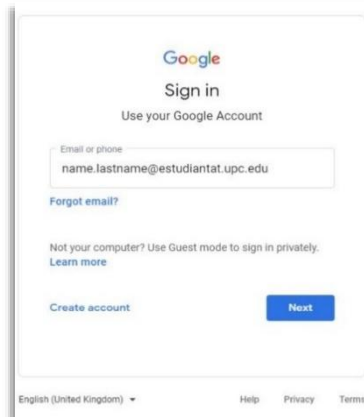 Google
Sign in
Use your Google Account
Email or phone
name.lastname@estudiantat.upc.edu
Forgot email?
Not your computer? Use Guest mode to sign in privately.
Learn more
Create account
Next
English (United Kingdom)
Help
Privacy
Terms